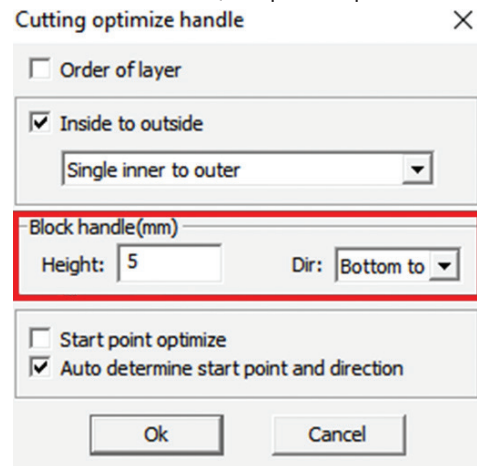 Cutting optimize handle
Order of layer
Inside to outside
Single inner to outer
Block handle(mm)
Height: 5 Dir: Bottom to
Start point optimize
Auto determine start point and direction
Ok Cancel